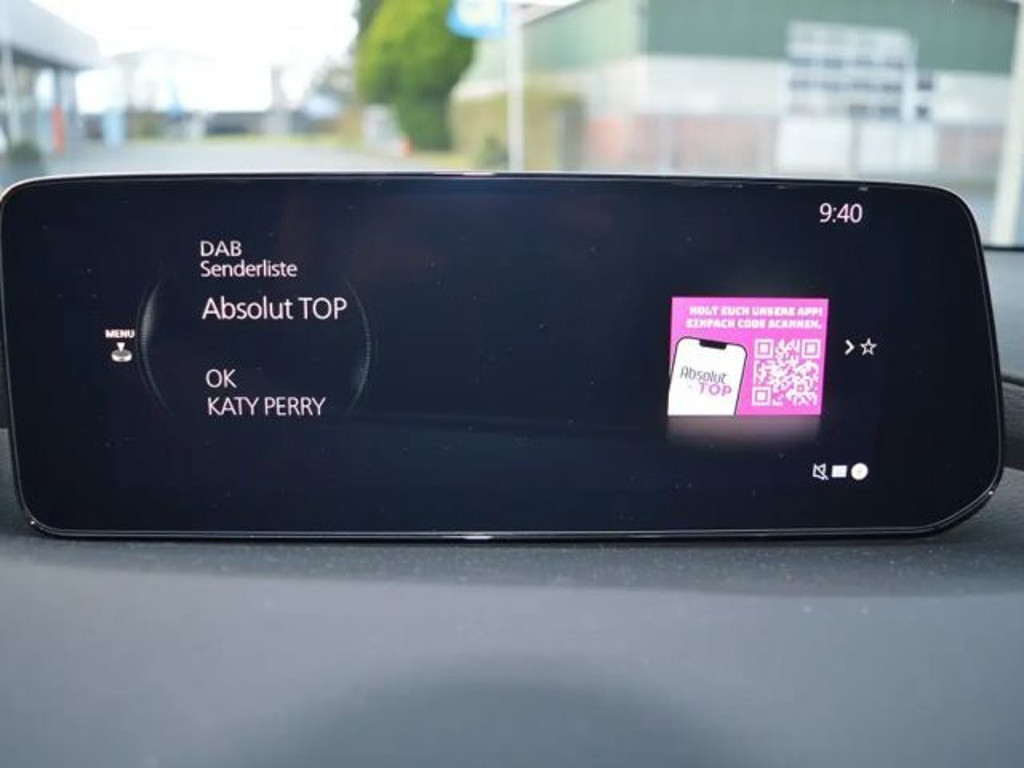 9:40
DAB
Senderliste
Absolut TOP
MENU
OK
KATY PERRY
HOLT EUCH UNSERE APP!
EINFACH CODE SCANNEN.
Absolut
TOP